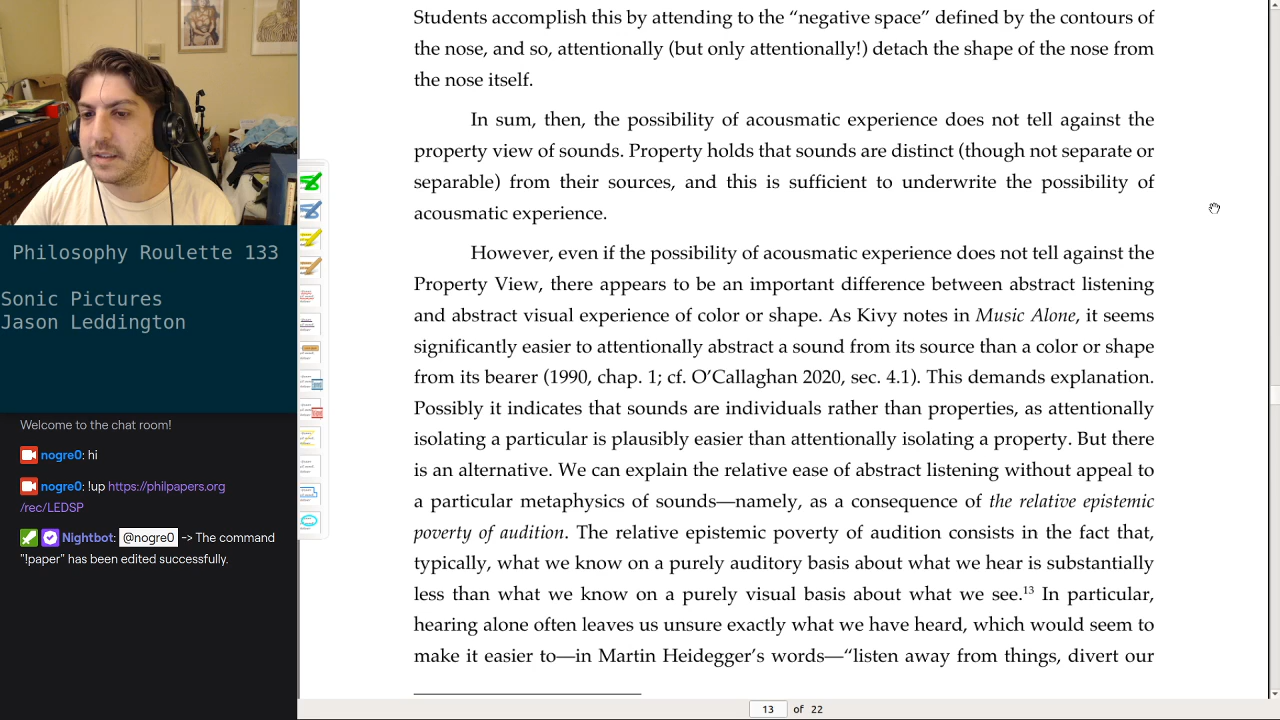 Students accomplish this by attending to the “negative space” defined by the contours of
the nose, and so, attentionally (but only attentionally!) detach the shape of the nose from
the nose itself.
In sum, then, the possibility of acousmatic experience does not tell against the
property view of sounds. Property holds that sounds are distinct (though not separate or
separable) from their sources, and this is sufficient to underwrite the possibility of
acousmatic experience.
However, even if the possibility of acousmatic experience doesn’t tell against the
Property View, there appears to be an important difference between abstract listening
and abstract visual experience of color or shape. As Kivy notes in Music Alone, it seems
significantly easier to attentionally abstract a sound from its source than a color or shape
from its bearer (1990, chap. 1; cf. O’Callaghan 2007, sec. 4.1). This demands explanation.
Possibly it indicates that sounds are particulars rather than properties, as attentionally
isolating a particular is plausibly easier than attentionally isolating a property. But there
is an alternative. We can explain the relative ease of abstract listening without appeal to
a particular metaphysics of sounds—namely, as a consequence of the relative epistemic
poverty of audition. The relative epistemic poverty of audition consists in the fact that,
typically, what we know on a purely auditory basis about what we hear is substantially
less than what we know on a purely visual basis about what we see.13 In particular,
hearing alone often leaves us unsure exactly what we have heard, which would seem to
make it easier to—in Martin Heidegger’s words—“listen away from things, divert our
13 of 22
Philosophy Roulette 133
Sonic Pictures
Jason Leddington
Welcome to the chat room!
nogre0: hi
nogre0: !up https://philpapers.org
/rec/LEDSP
Nightbot: @nogre0 -> The command
"!paper" has been edited successfully.